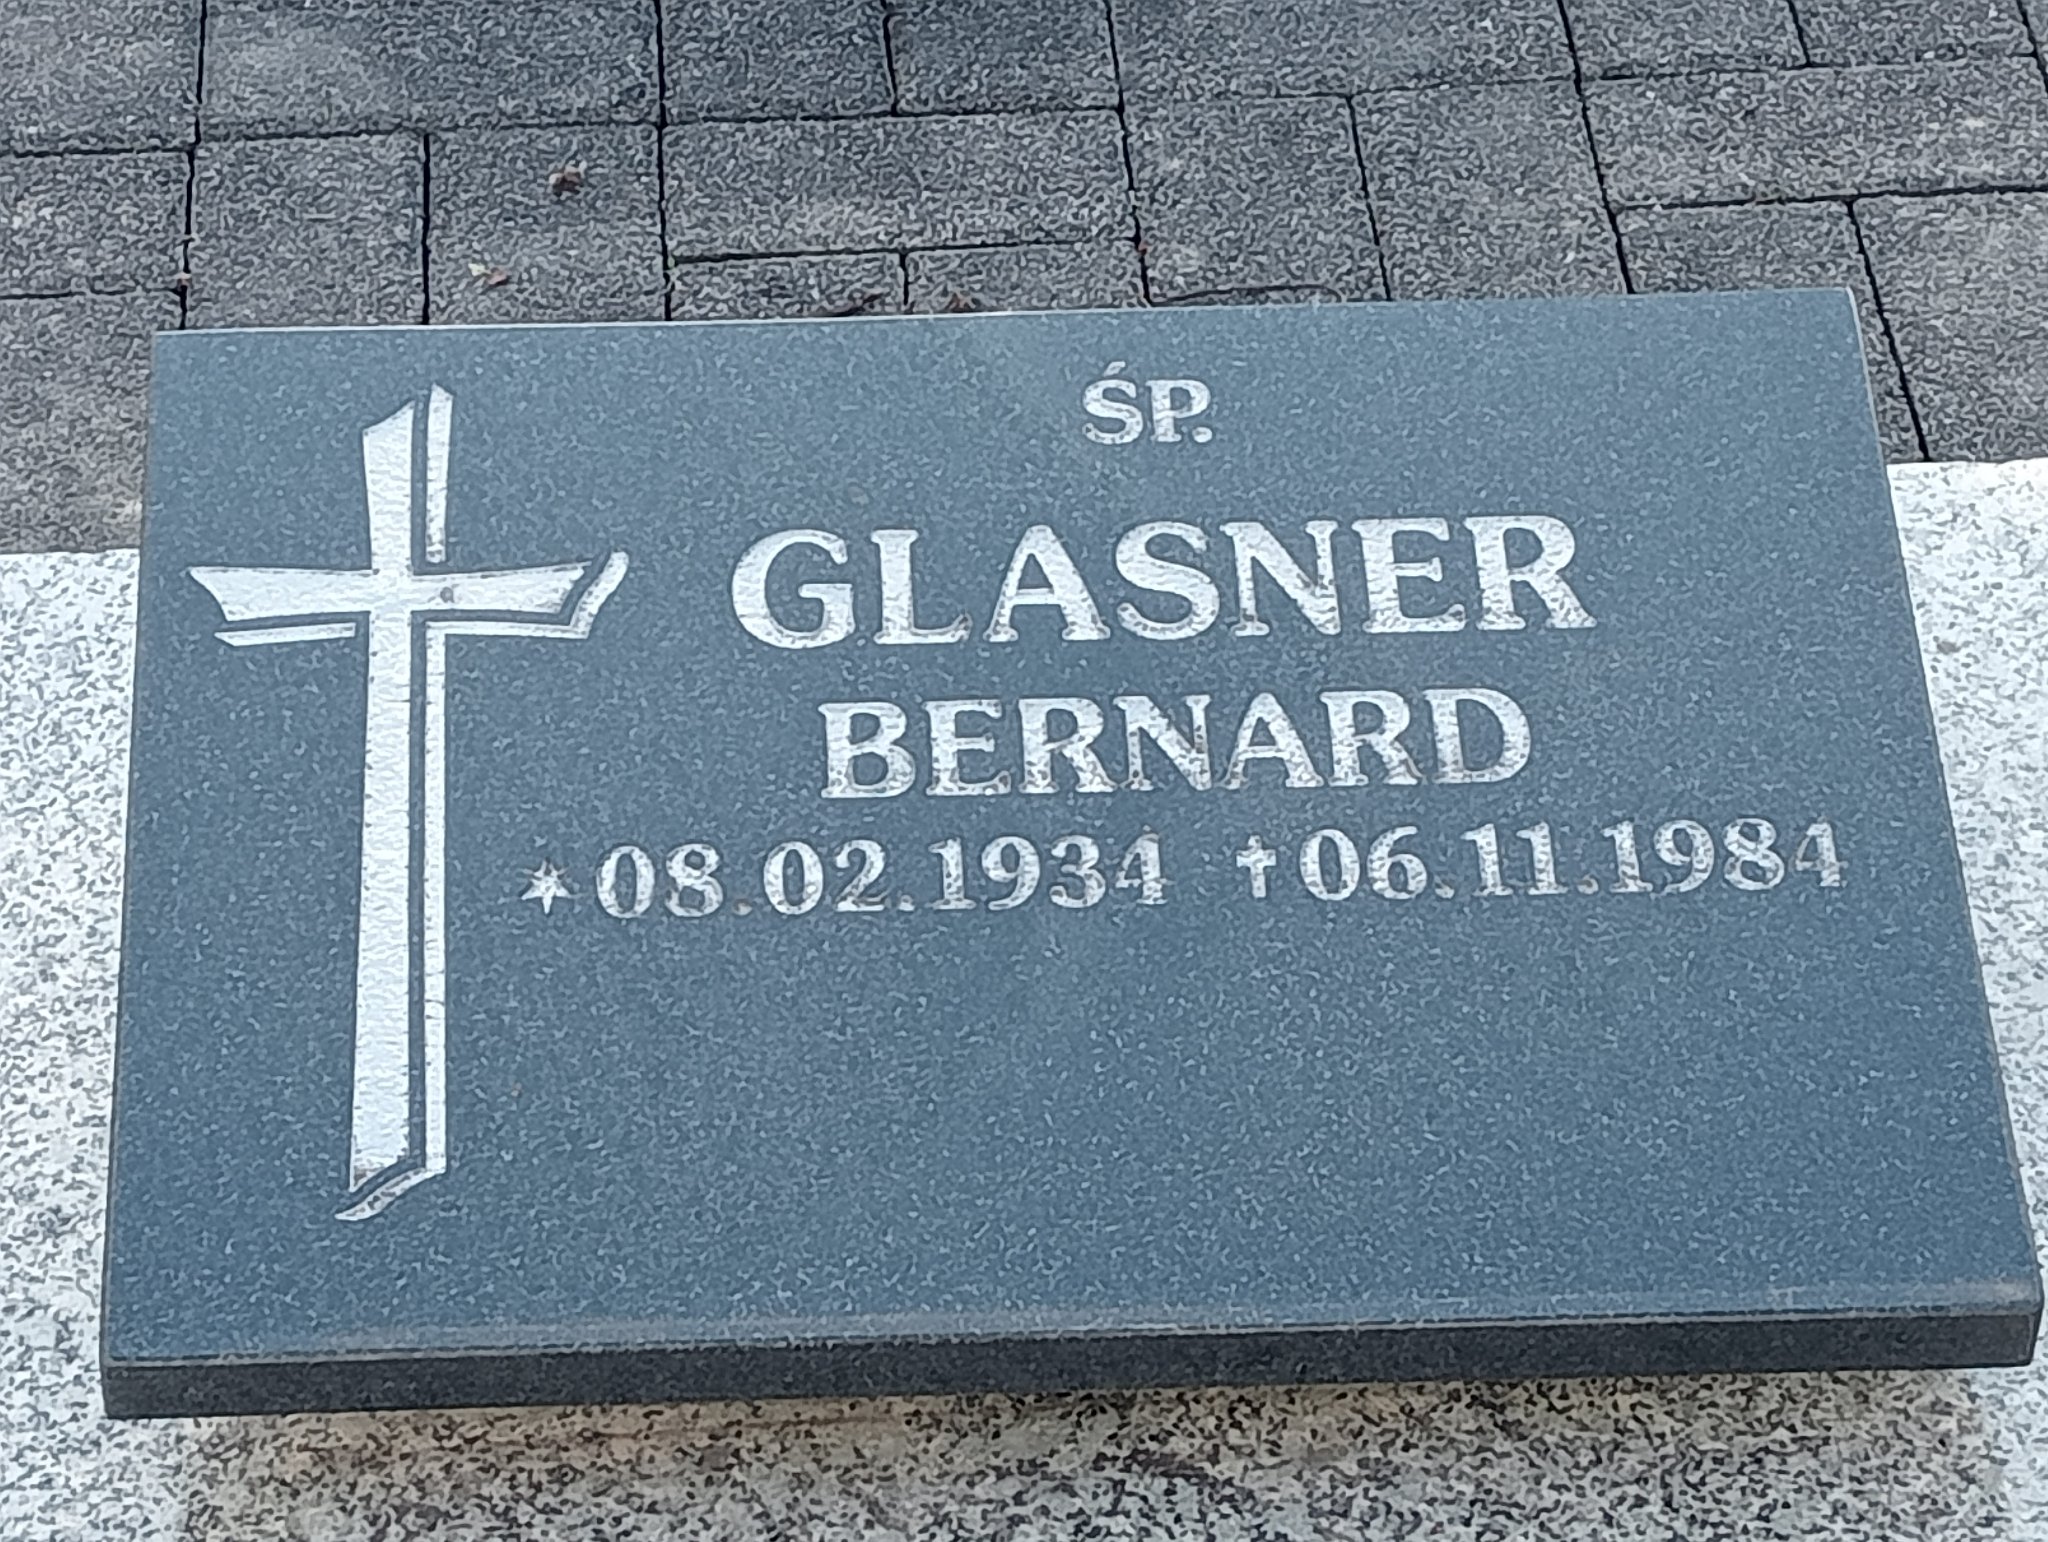 ŚP.
GLASNER
BERNARD
*08.02.1934 †06.11.1984